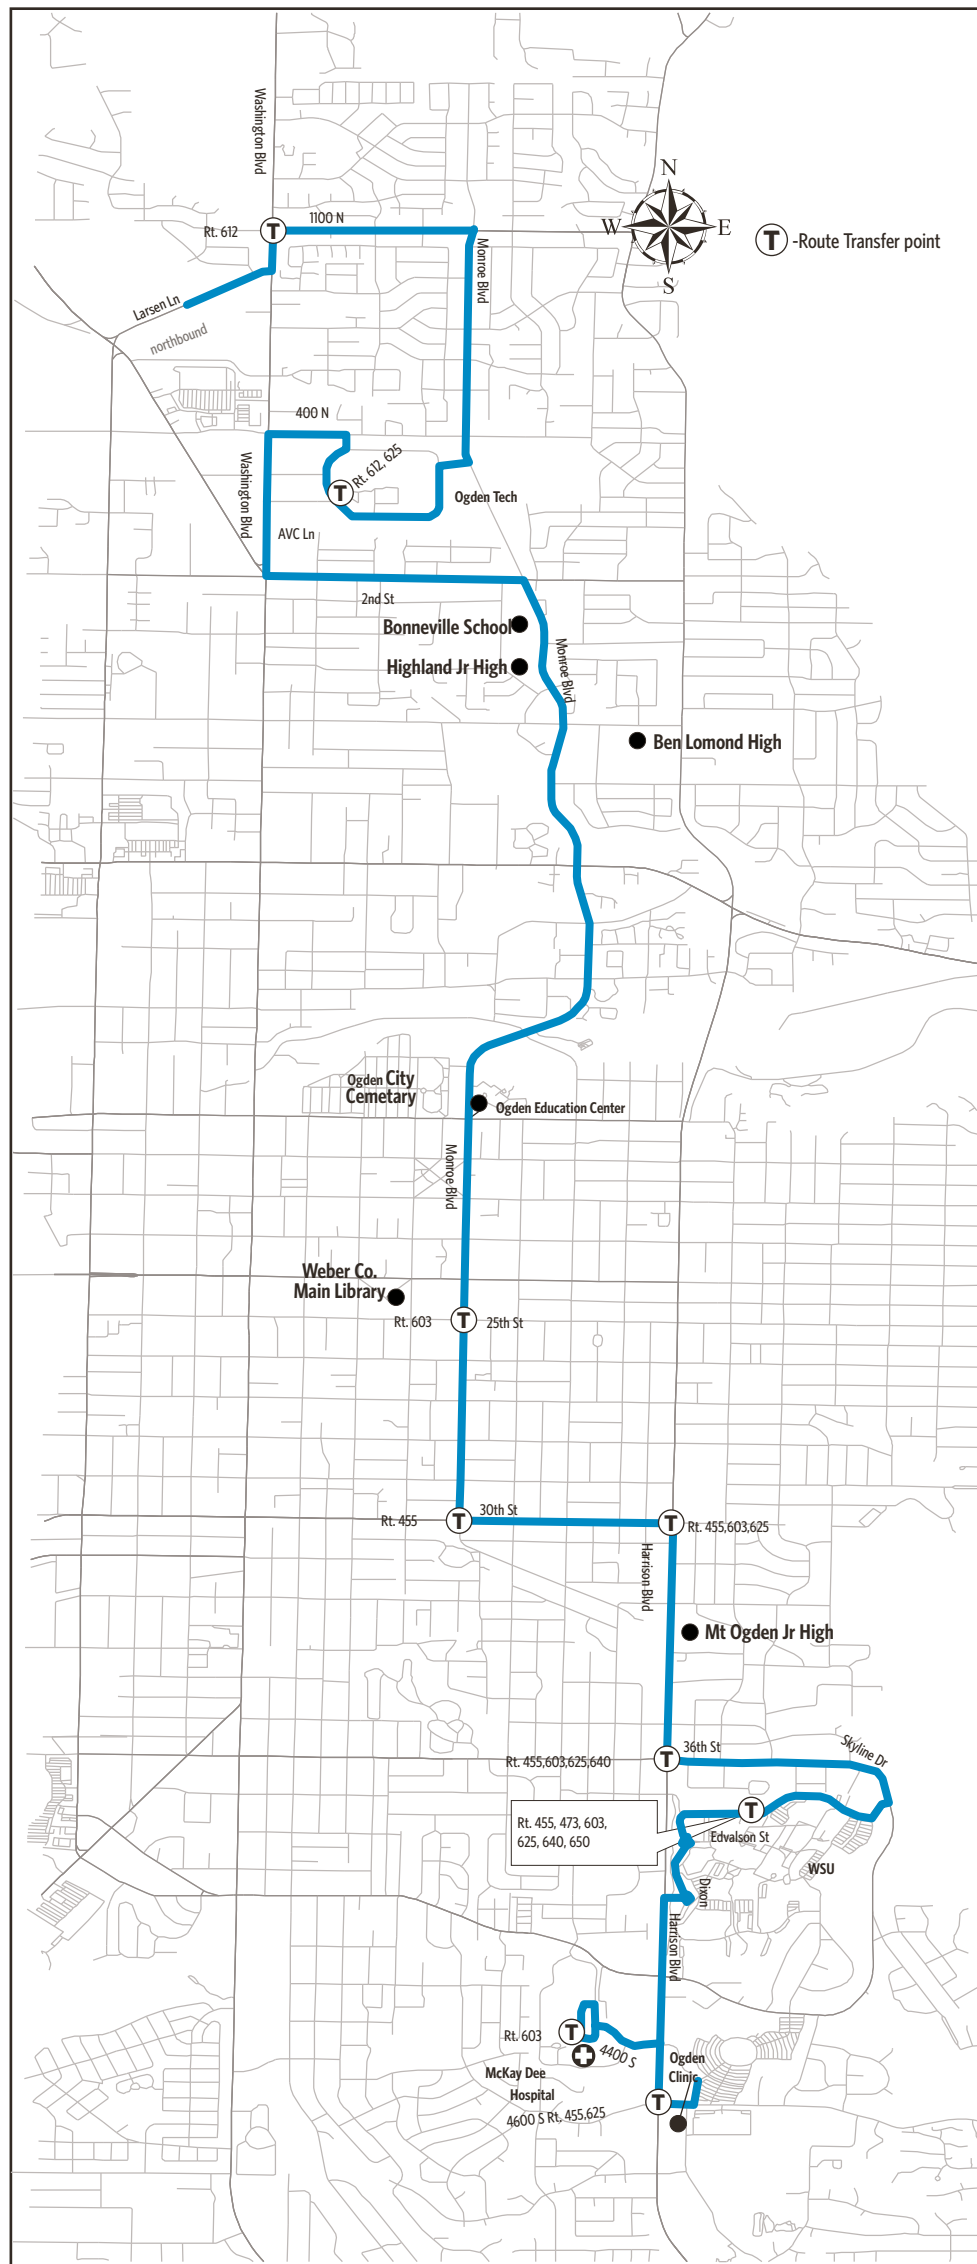 Washington Blvd
N
W
E
S
Rt. 612
1100 N
-Route Transfer point
T
T
Monroe Blvd
Larsen Ln
northbound
400 N
Washington Blvd
Rt. 612, 625
T
Ogden Tech
AVC Ln
2nd St
Bonneville School
Highland Jr High
Monroe Blvd
Ben Lomond High
Ogden City
Cemetary
Ogden Education Center
Monroe Blvd
Weber Co.
Main Library
Rt. 603
T
25th St
30th St
Rt. 455
T
T
Rt. 455,603,625
Harrison Blvd
Mt Ogden Jr High
36th St
Skyline Dr
Rt. 455,603,625,640
T
Rt. 455, 473, 603,
625, 640, 650
T
Edvalson St
WSU
Dixon
Harrison Blvd
Rt. 603
T
4400 S
Ogden
Clinic
McKay Dee
Hospital
4600 S Rt. 455,625
T